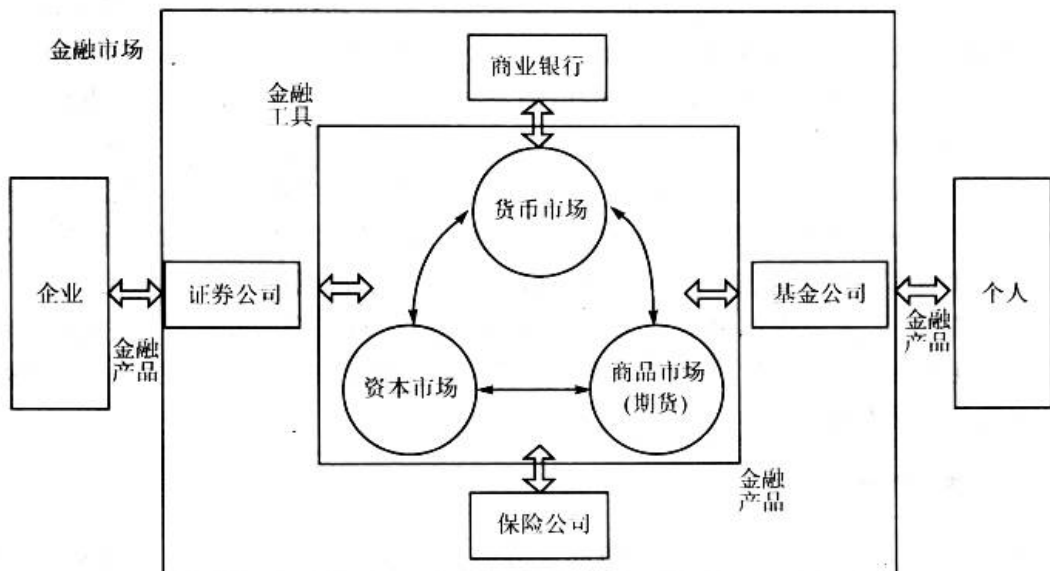 金融市场
商业银行
金融
工具
货币市场
企业
证券公司
基金公司
个人
金融
产品
金融
产品
资本市场
商品市场
(期货)
金融
产品
保险公司